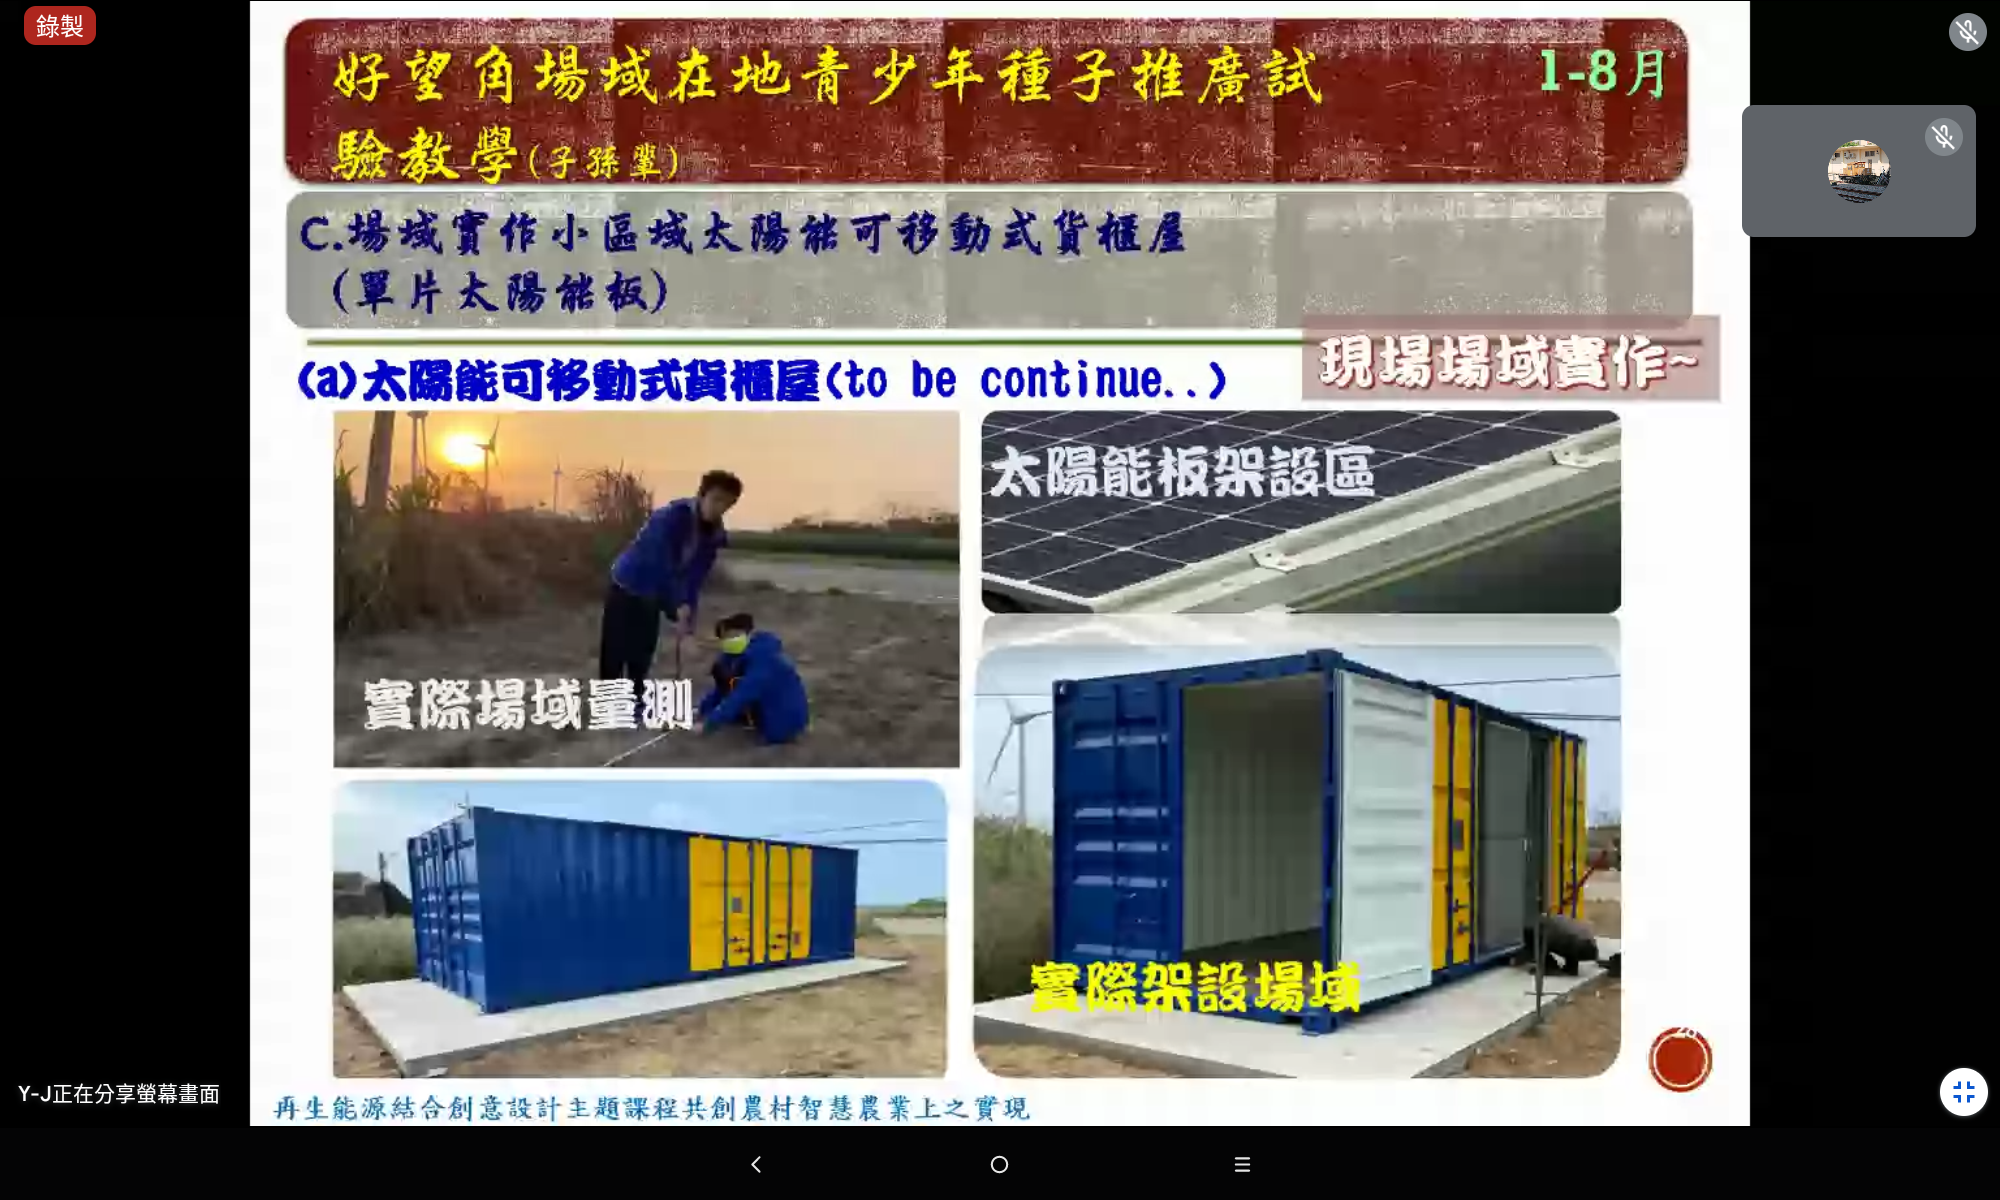 錄製
好望角場域在地青少年種子推廣試
1-8月
驗教學(子孫輩)
C.場域實作小區域太陽能可移動式貨櫃屋
(單片太陽能板)
現場場域實作~
(a)太陽能可移動式貨櫃屋(to be continue..)
太陽能板架設區
實際場域量測
實際架設場域
Y-J正在分享螢幕畫面
再生能源結合創意設計主題課程共創農村智慧農業上之實現